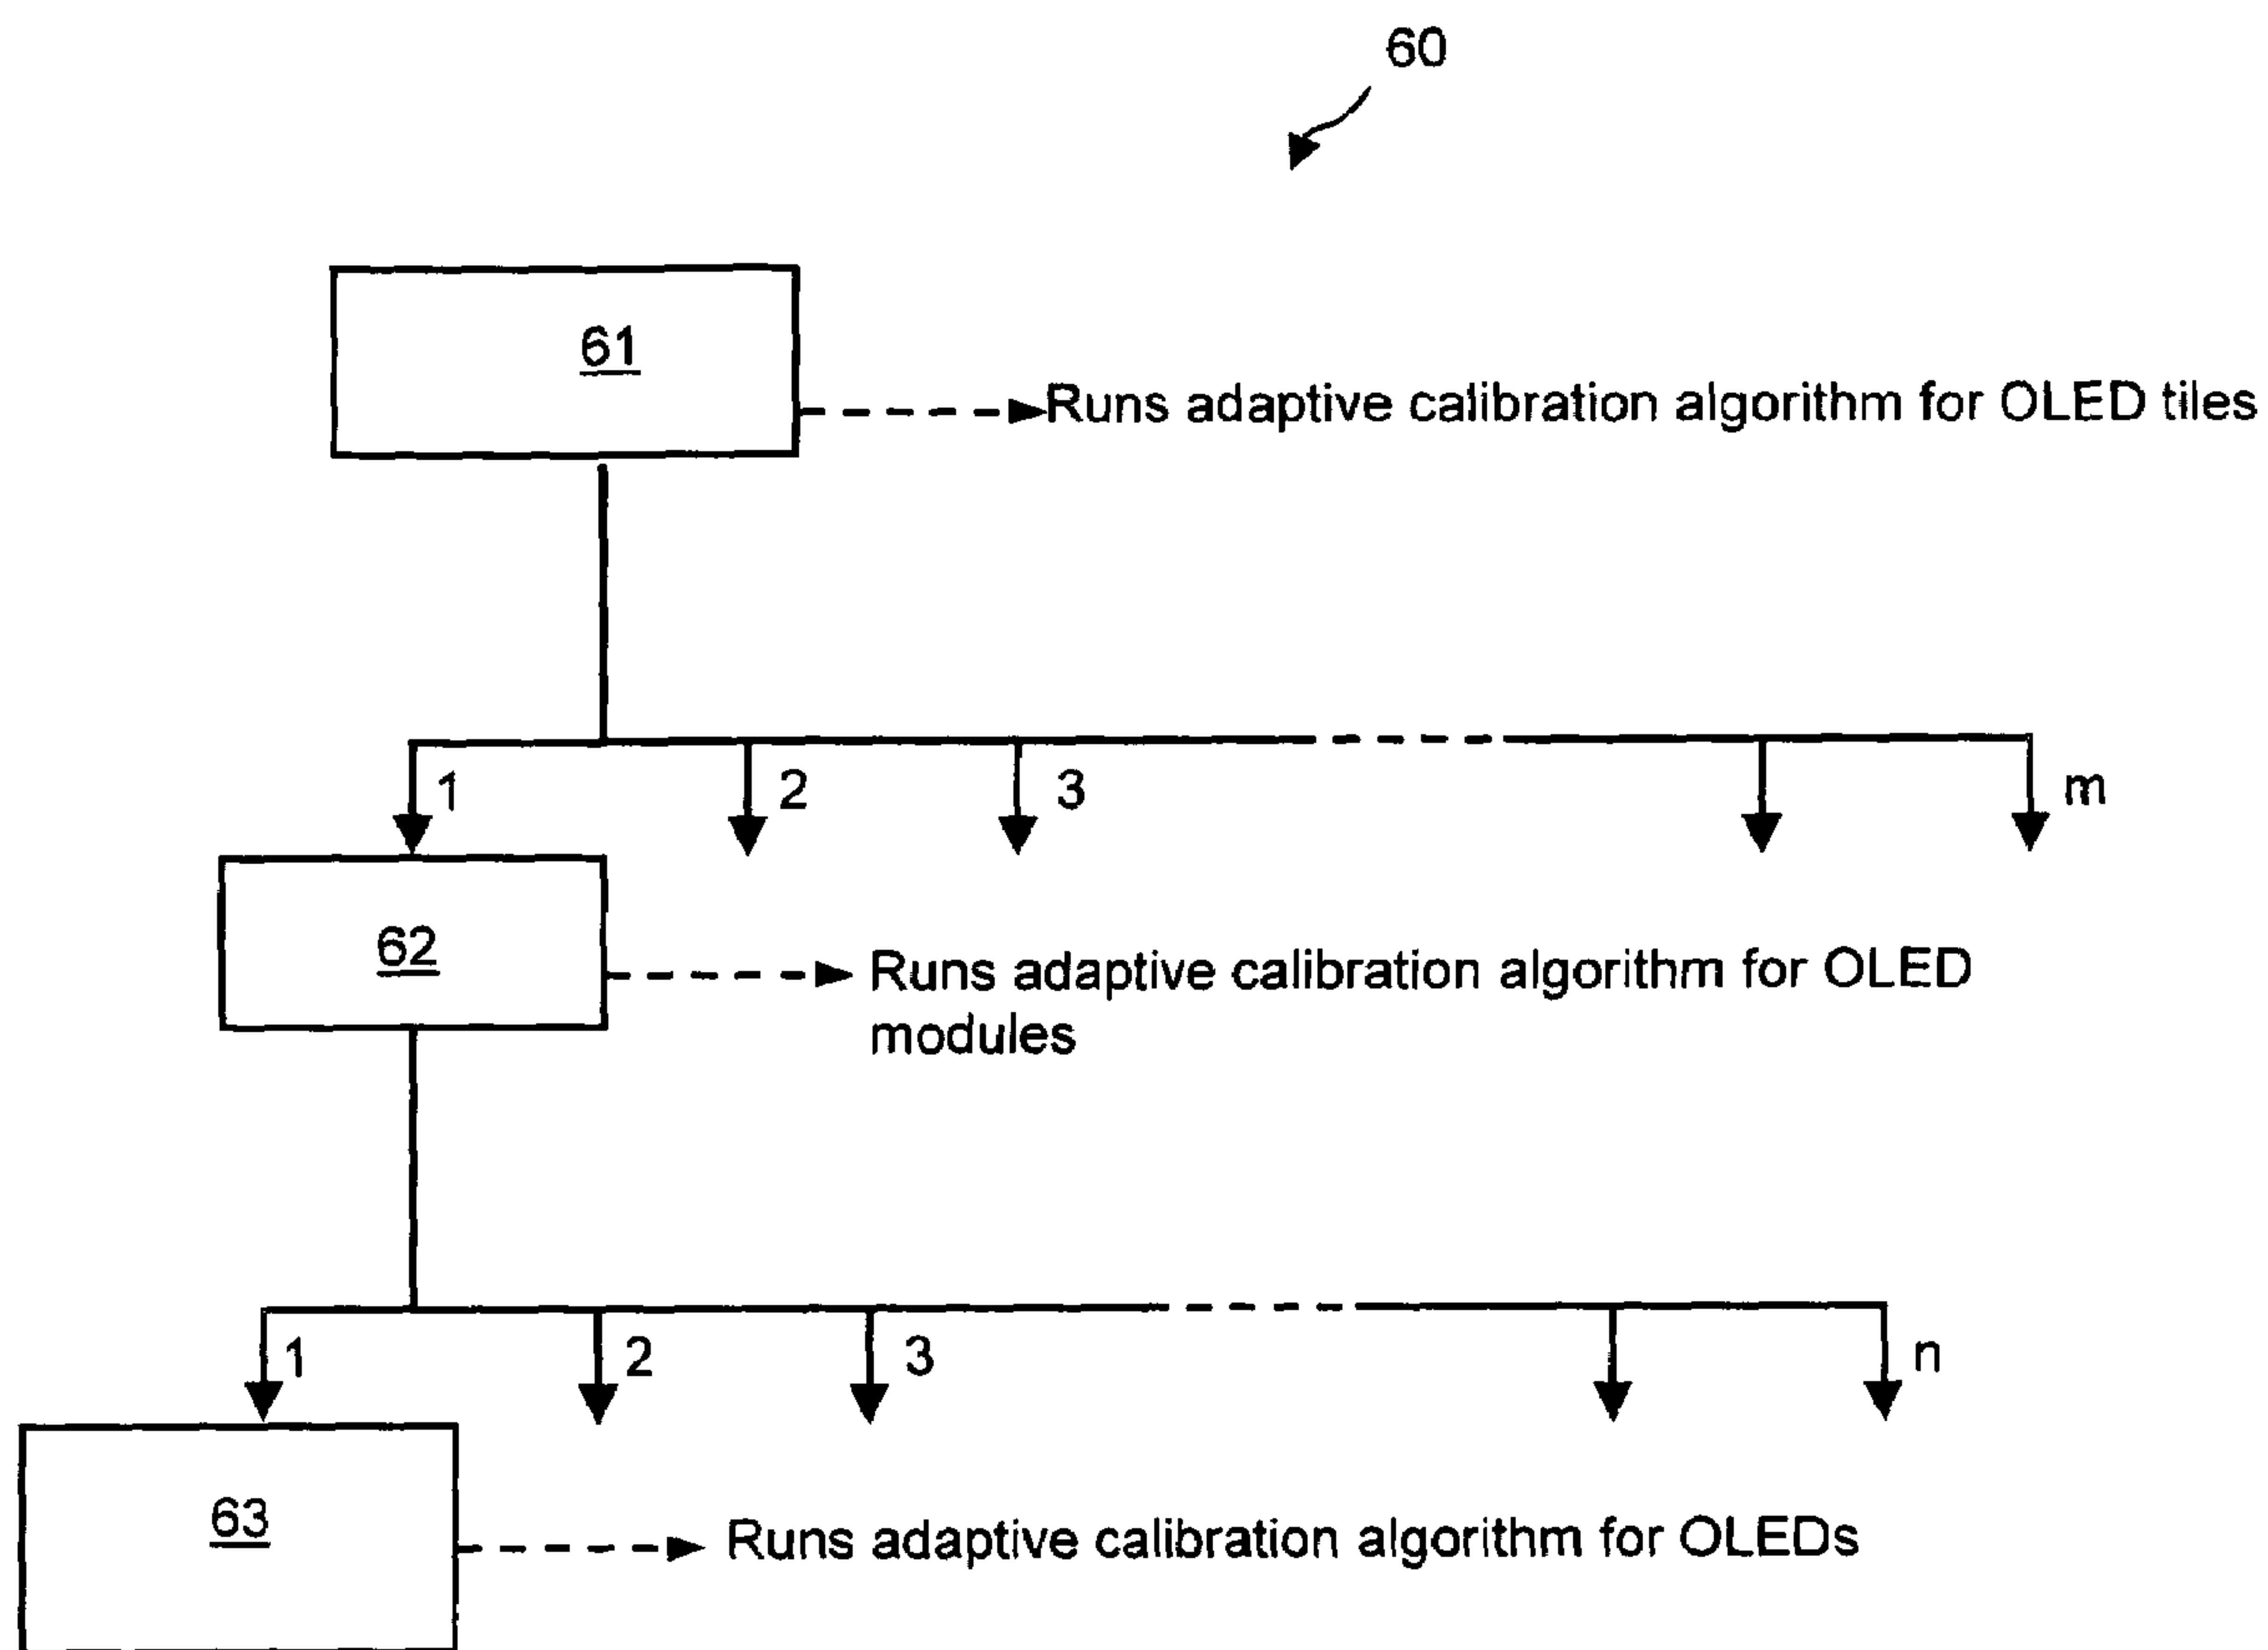 60
61
Runs adaptive calibration algorithm for OLED tiles
1
2
3
m
62
Runs adaptive calibration algorithm for OLED
modules
1
2
3
n
63
Runs adaptive calibration algorithm for OLEDs